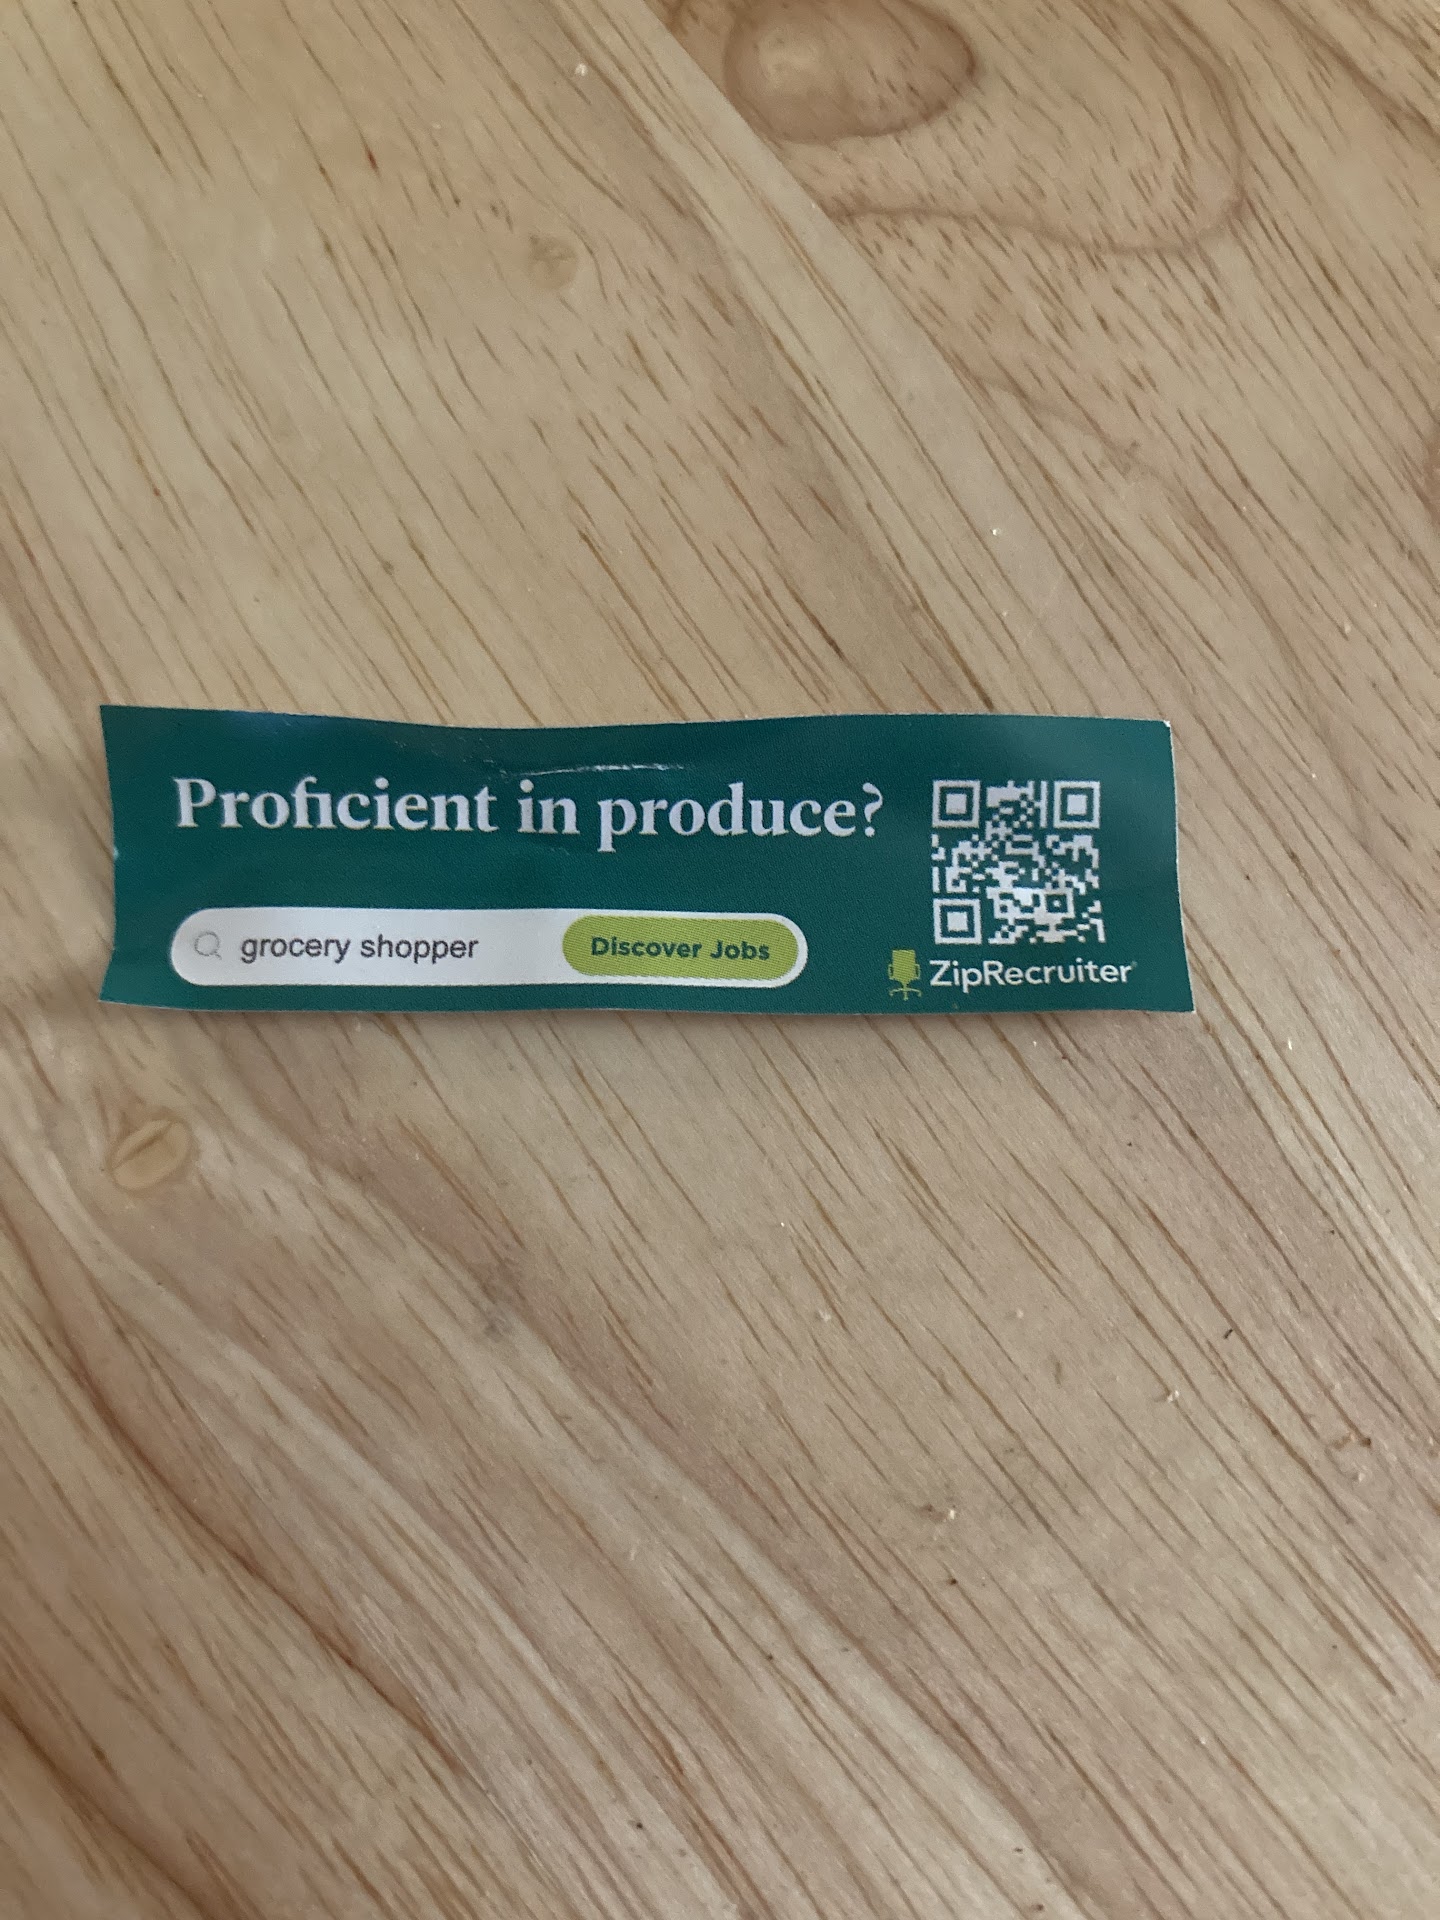 Proficient in produce?
grocery shopper
Discover Jobs
ZipRecruiter